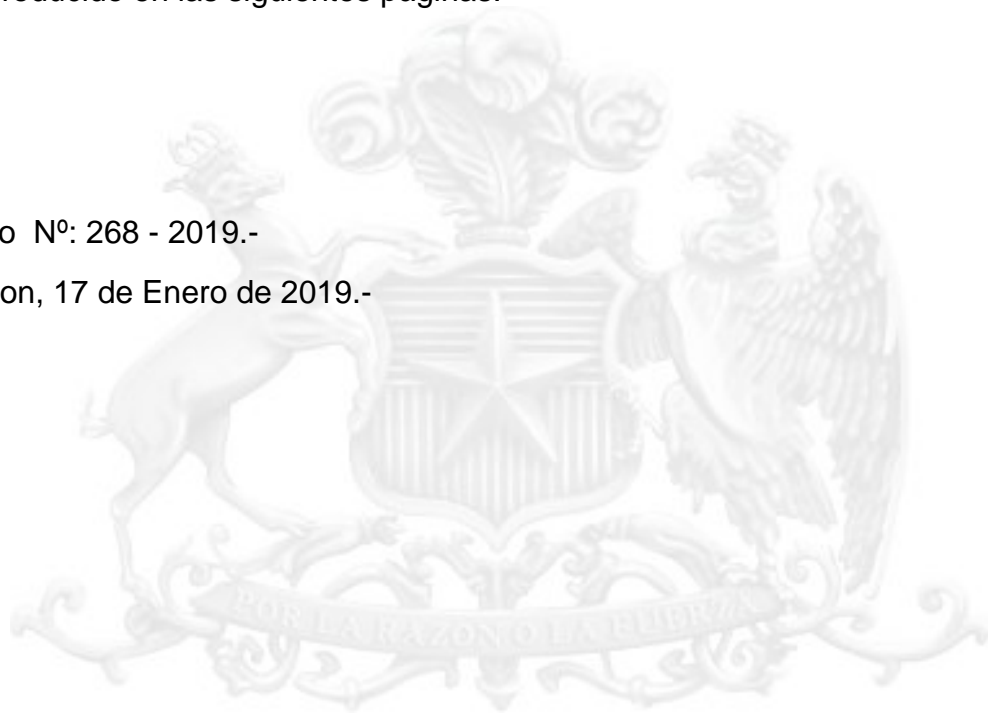 roducido en las siguientes páginas.
o Nº: 268 - 2019.-
on, 17 de Enero de 2019.-
POR LA RAZON O LA FUERZA